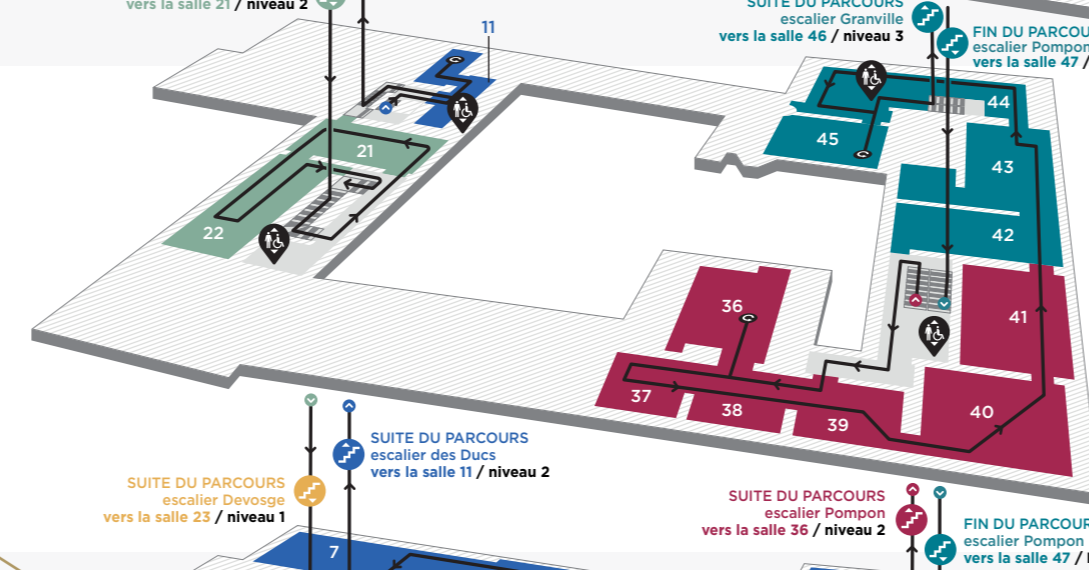 vers la salle 21 / niveau 2
SUITE DU PARCOURS
escalier Granville
vers la salle 46 / niveau 3
FIN DU PARCOU
escalier Pompon
vers la salle 47 /
11
44
45
43
21
22
42
36
41
37
38
39
40
SUITE DU PARCOURS
escalier des Ducs
vers la salle 11 / niveau 2
SUITE DU PARCOURS
escalier Devosge
vers la salle 23 / niveau 1
SUITE DU PARCOURS
escalier Pompon
vers la salle 36 / niveau 2
FIN DU PARCOUR
escalier Pompon
vers la salle 47 /
7